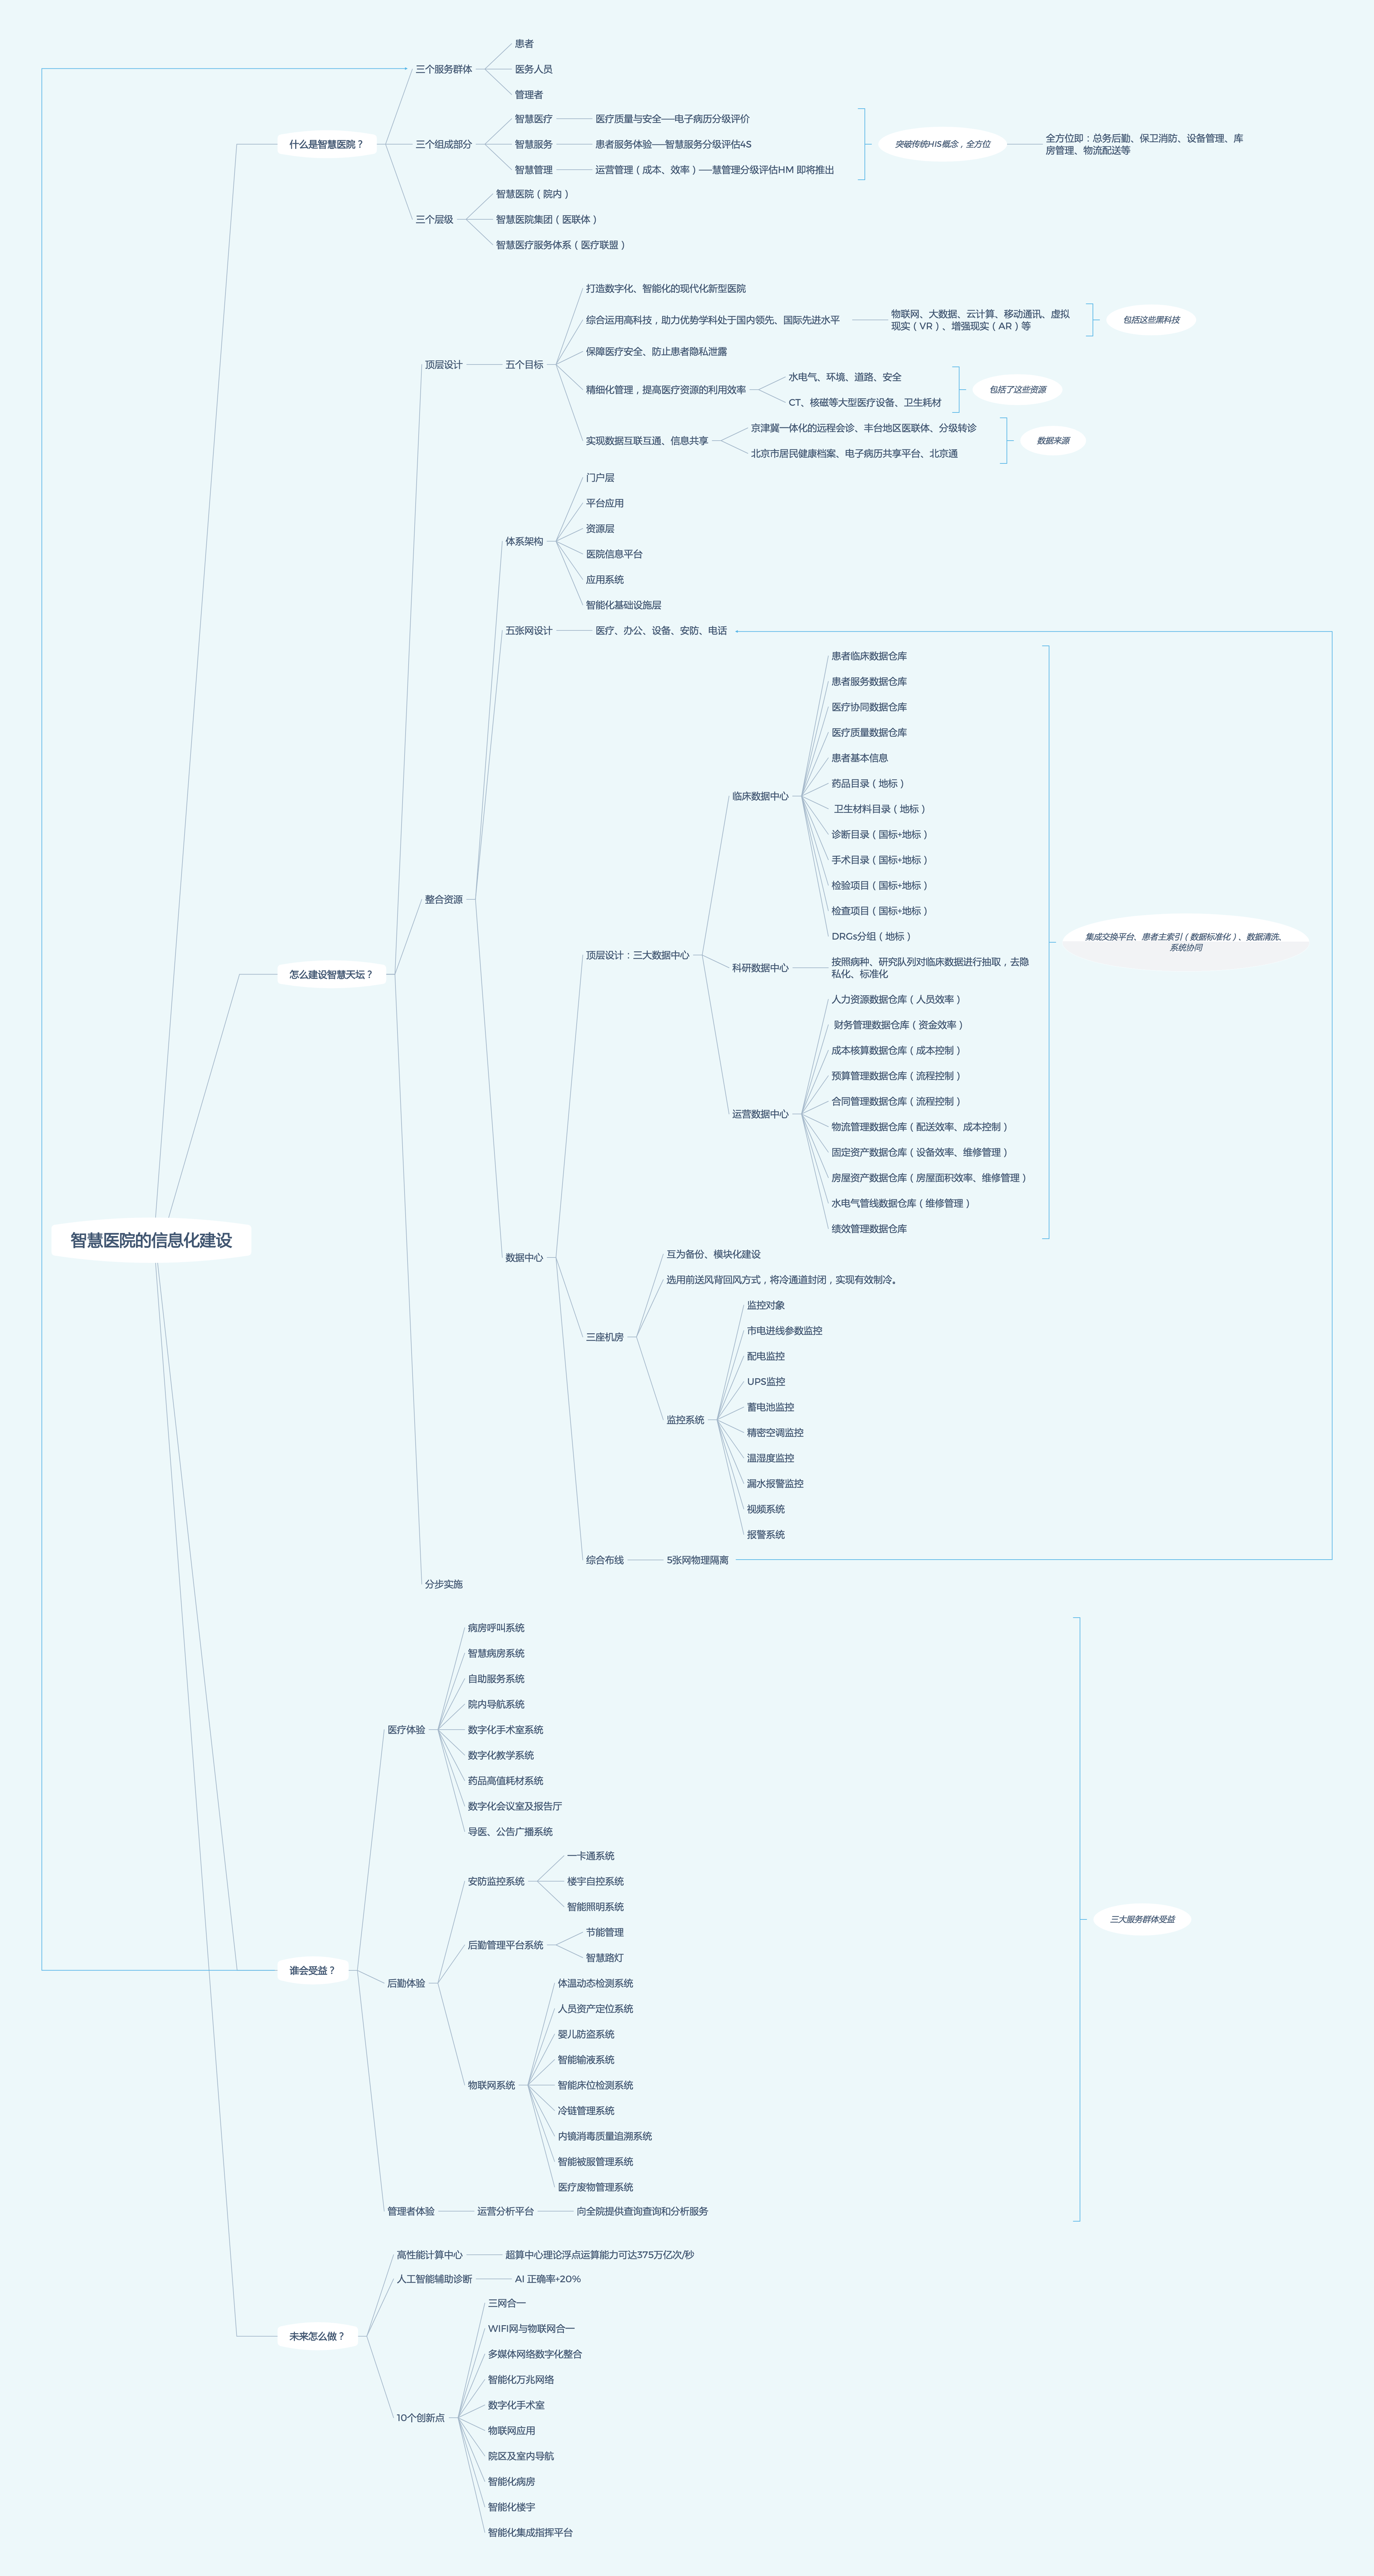 智慧医院的信息化建设
什么是智慧医院？
三个服务群体
患者
医务人员
管理者
三个组成部分
智慧医疗
医疗质量与安全——电子病历分级评价
智慧服务
患者服务体验——智慧服务分级评估4S
智慧管理
运营管理（成本、效率）——慧管理分级评估HM 即将推出
突破传统HIS概念，全方位
全方位即：总务后勤、保卫消防、设备管理、库
房管理、物流配送等
三个层级
智慧医院（院内）
智慧医院集团（医联体）
智慧医疗服务体系（医疗联盟）
怎么建设智慧天坛？
顶层设计
五个目标
打造数字化、智能化的现代化新型医院
综合运用高科技，助力优势学科处于国内领先、国际先进水平
物联网、大数据、云计算、移动通讯、虚拟
现实（VR）、增强现实（AR）等
包括这些黑科技
保障医疗安全、防止患者隐私泄露
精细化管理，提高医疗资源的利用效率
水电气、环境、道路、安全
CT、核磁等大型医疗设备、卫生耗材
包括了这些资源
实现数据互联互通、信息共享
京津冀一体化的远程会诊、丰台地区医联体、分级转诊
北京市居民健康档案、电子病历共享平台、北京通
数据来源
整合资源
体系架构
门户层
平台应用
资源层
医院信息平台
应用系统
智能化基础设施层
五张网设计
医疗、办公、设备、安防、电话
数据中心
顶层设计：三大数据中心
临床数据中心
患者临床数据仓库
患者服务数据仓库
医疗协同数据仓库
医疗质量数据仓库
患者基本信息
药品目录（地标）
卫生材料目录（地标）
诊断目录（国标+地标）
手术目录（国标+地标）
检验项目（国标+地标）
检查项目（国标+地标）
DRGs分组（地标）
科研数据中心
按照病种、研究队列对临床数据进行抽取，去隐
私化、标准化
运营数据中心
人力资源数据仓库（人员效率）
财务管理数据仓库（资金效率）
成本核算数据仓库（成本控制）
预算管理数据仓库（流程控制）
合同管理数据仓库（流程控制）
物流管理数据仓库（配送效率、成本控制）
固定资产数据仓库（设备效率、维修管理）
房屋资产数据仓库（房屋面积效率、维修管理）
水电气管线数据仓库（维修管理）
绩效管理数据仓库
集成交换平台、患者主索引（数据标准化）、数据清洗、
系统协同
三座机房
互为备份、模块化建设
选用前送风背回风方式，将冷通道封闭，实现有效制冷。
监控系统
监控对象
市电进线参数监控
配电监控
UPS监控
蓄电池监控
精密空调监控
温湿度监控
漏水报警监控
视频系统
报警系统
综合布线
5张网物理隔离
分步实施
谁会受益？
医疗体验
病房呼叫系统
智慧病房系统
自助服务系统
院内导航系统
数字化手术室系统
数字化教学系统
药品高值耗材系统
数字化会议室及报告厅
导医、公告广播系统
后勤体验
安防监控系统
一卡通系统
楼宇自控系统
智能照明系统
后勤管理平台系统
节能管理
智慧路灯
物联网系统
体温动态检测系统
人员资产定位系统
婴儿防盗系统
智能输液系统
智能床位检测系统
冷链管理系统
内镜消毒质量追溯系统
智能被服管理系统
医疗废物管理系统
管理者体验
运营分析平台
向全院提供查询查询和分析服务
三大服务群体受益
未来怎么做？
高性能计算中心
超算中心理论浮点运算能力可达375万亿次/秒
人工智能辅助诊断
AI 正确率+20%
10个创新点
三网合一
WIFI网与物联网合一
多媒体网络数字化整合
智能化万兆网络
数字化手术室
物联网应用
院区及室内导航
智能化病房
智能化楼宇
智能化集成指挥平台